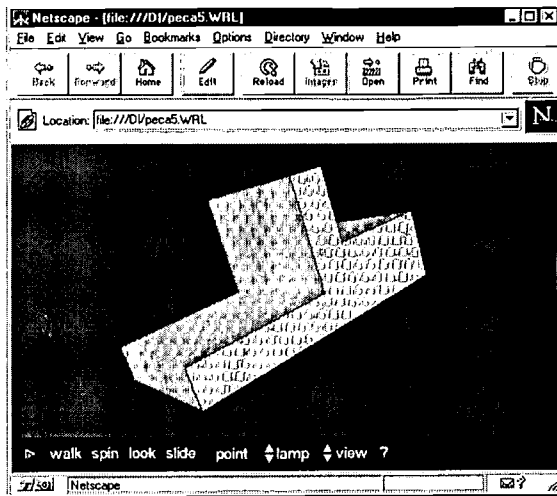 Netscape - [file:///D|/peca5.WRL]
File Edit View Go Bookmarks Options Directory Window Help
Back Forward Home Edit Reload Images Open Print Find Stop
Location: file:///D|/peca5.WRL
N
walk spin look slide point lamp view ?
Netscape ?